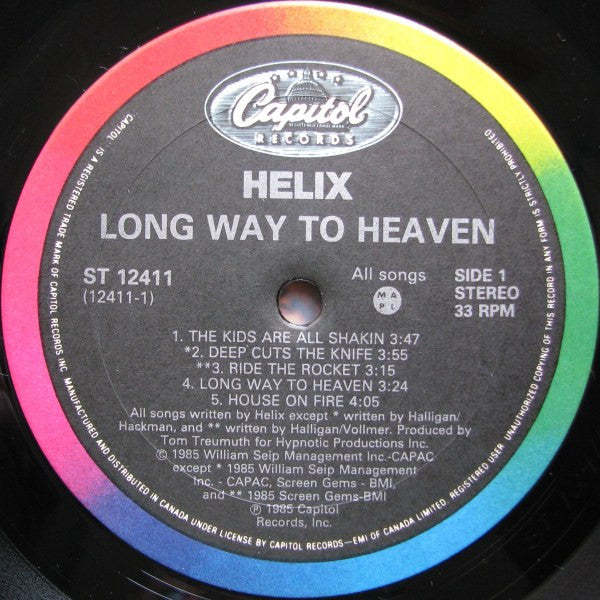 Capitol
REGISTERED TRADE MARK
RECORDS
HELIX
LONG WAY TO HEAVEN
ST 12411
(12411-1)
All songs
M A P L
SIDE 1
STEREO
33 RPM
1. THE KIDS ARE ALL SHAKIN 3:47
*2. DEEP CUTS THE KNIFE 3:55
**3. RIDE THE ROCKET 3:15
4. LONG WAY TO HEAVEN 3:24
5. HOUSE ON FIRE 4:05
All songs written by Helix except * written by Halligan/
Hackman, and ** written by Halligan/Vollmer. Produced by
Tom Treumuth for Hypnotic Productions Inc.
© 1985 William Seip Management Inc.-CAPAC
except * 1985 William Seip Management
Inc. - CAPAC, Screen Gems - BMI,
and ** 1985 Screen Gems-BMI
℗ 1985 Capitol
Records, Inc.
CAPITOL IS A REGISTERED TRADE MARK OF CAPITOL RECORDS INC MANUFACTURED AND DISTRIBUTED IN CANADA UNDER LICENSE BY CAPITOL RECORDS—EMI OF CANADA LIMITED. REGISTERED USER. UNAUTHORIZED COPYING OF THIS RECORD IN ANY FORM IS STRICTLY PROHIBITED